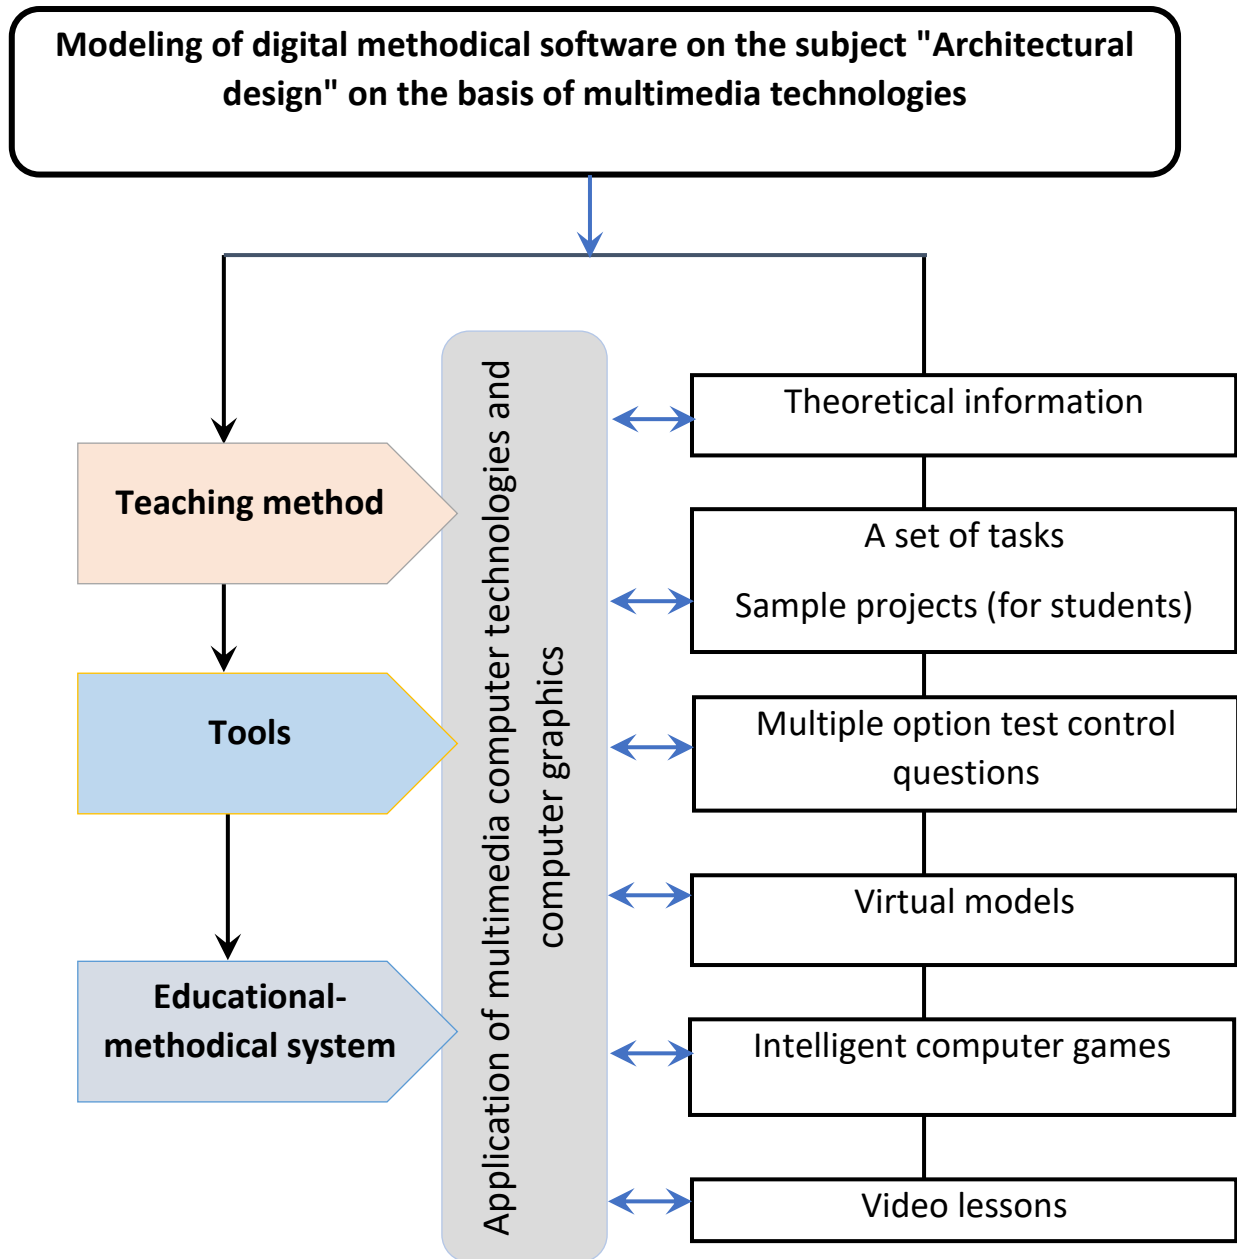 Modeling of digital methodical software on the subject "Architectural
design" on the basis of multimedia technologies
Teaching method
Tools
Educational-
methodical system
Application of multimedia computer technologies and
computer graphics
Theoretical information
A set of tasks
Sample projects (for students)
Multiple option test control
questions
Virtual models
Intelligent computer games
Video lessons